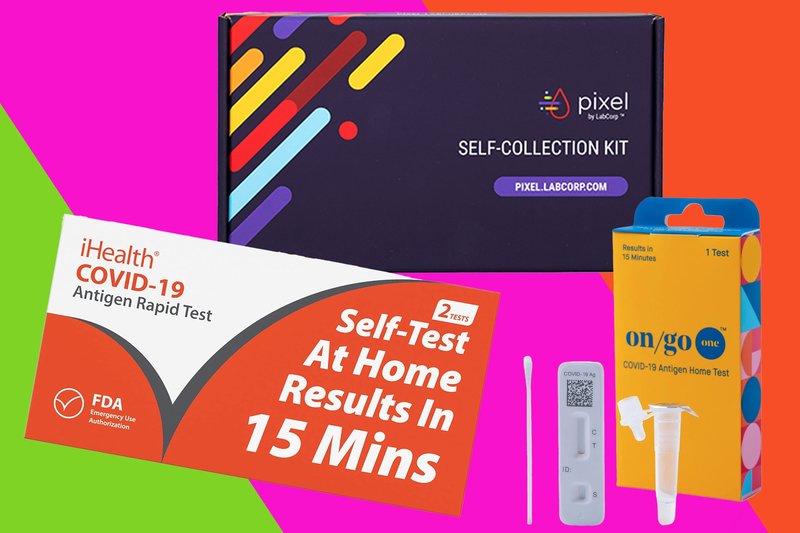 pixel
by LabCorp ™
SELF-COLLECTION KIT
PIXEL.LABCORP.COM
iHealth®
COVID-19
Antigen Rapid Test
2 TESTS
Self-Test
At Home
Results In
15 Mins
FDA
Emergency Use
Authorization
Results in
15 Minutes
1 Test
on/go one™
COVID-19 Antigen Home Test
COVID-19 Ag
C
T
ID:
S